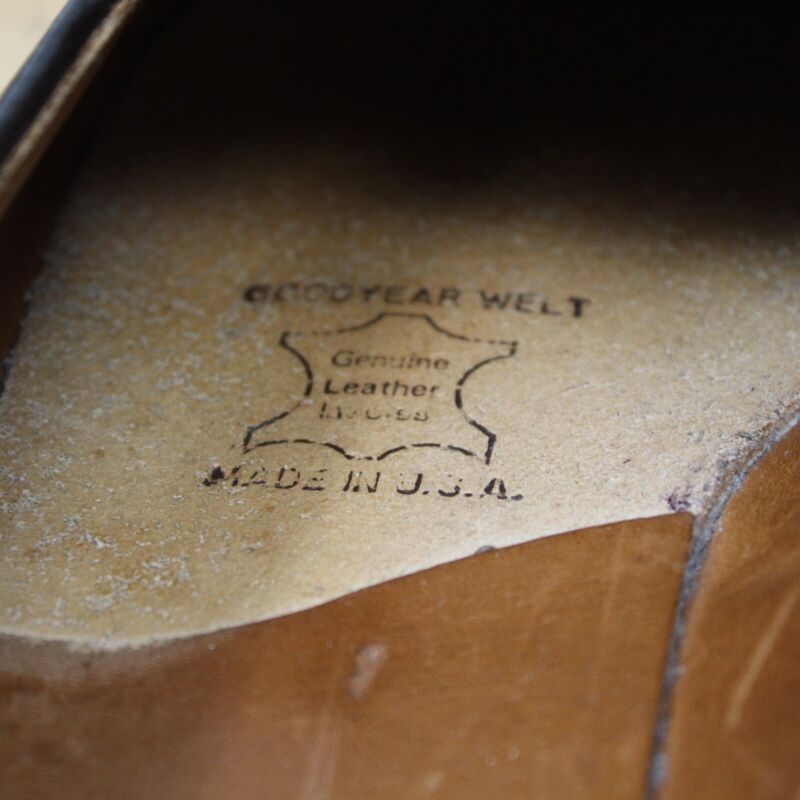 GOODYEAR WELT
Genuine
Leather
MADE IN U.S.A.